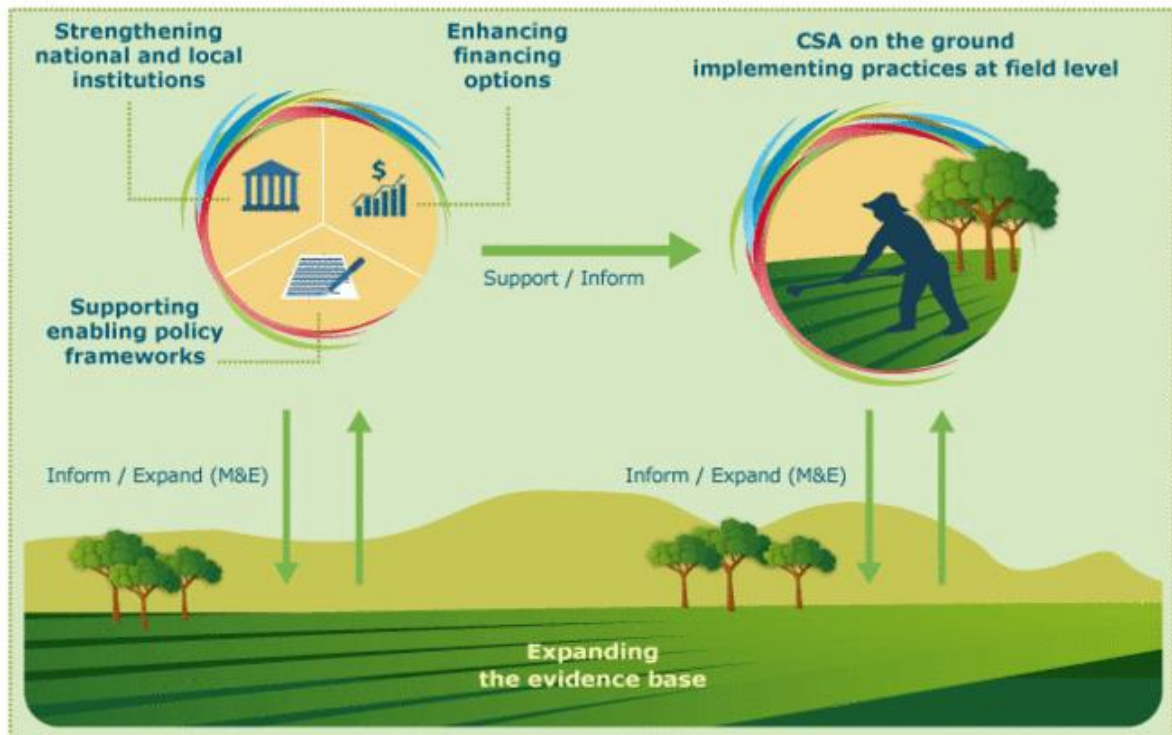 Strengthening
national and local
institutions
Enhancing
financing
options
CSA on the ground
implementing practices at field level
$
Support / Inform
Supporting
enabling policy
frameworks
Inform / Expand (M&E)
Inform / Expand (M&E)
Expanding
the evidence base